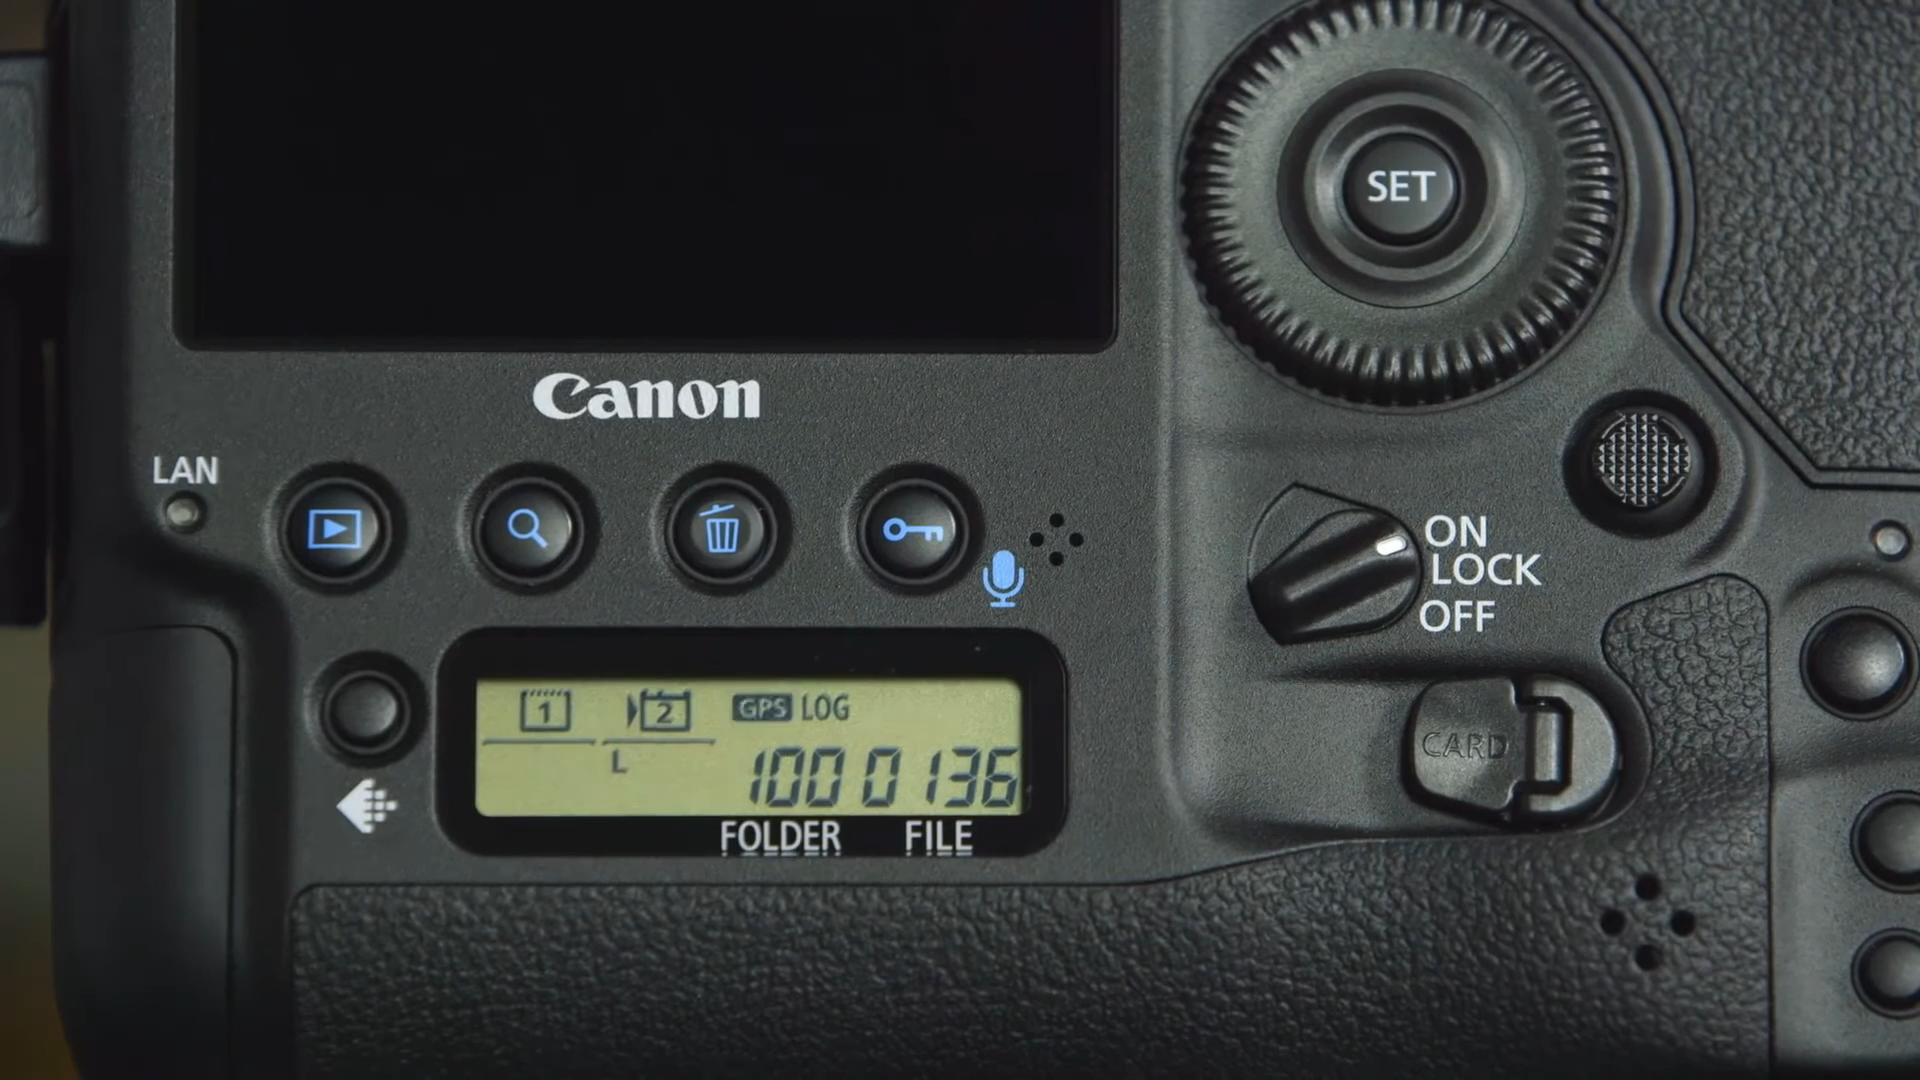 SET
Canon
LAN
ON
LOCK
OFF
1 2 GPS LOG
L
100 0136
FOLDER FILE
CARD